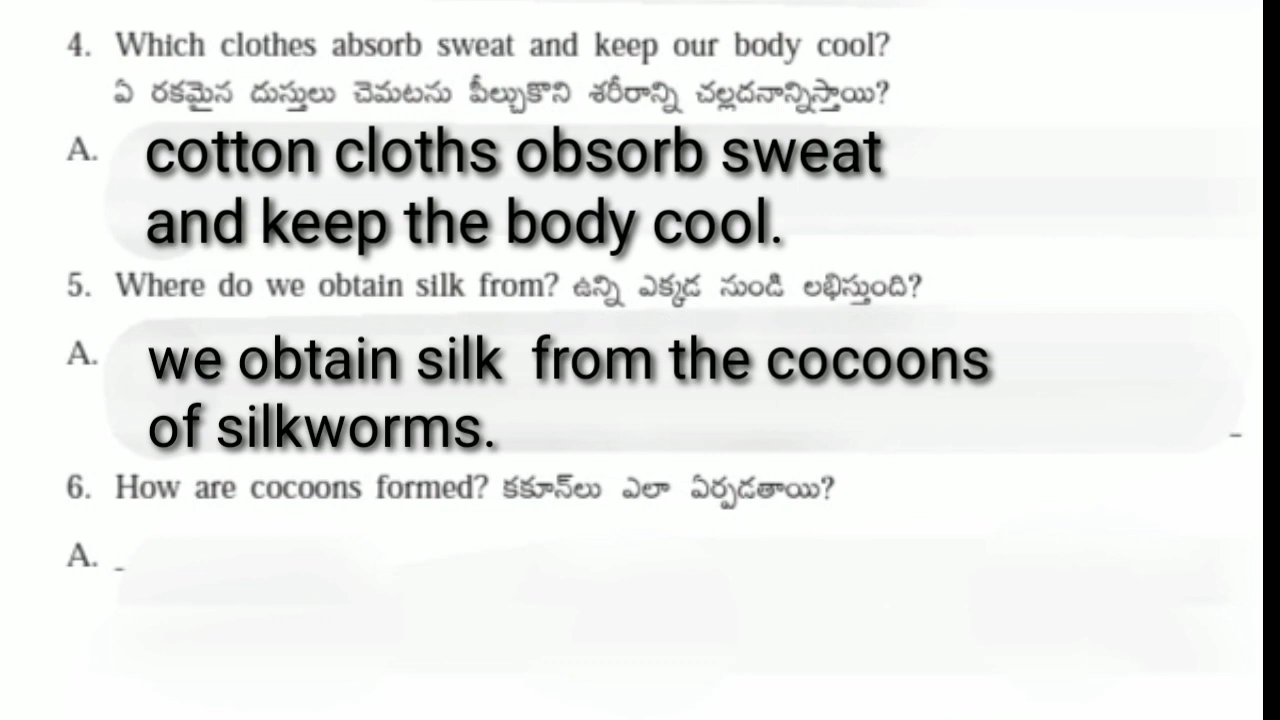 4. Which clothes absorb sweat and keep our body cool?
ఏ రకమైన దుస్తులు చెమటను పీల్చుకొని శరీరాన్ని చల్లదనాన్నిస్తాయి?
A. cotton cloths obsorb sweat
and keep the body cool.
5. Where do we obtain silk from? ఉన్ని ఎక్కడ నుండి లభిస్తుంది?
A. we obtain silk from the cocoons
of silkworms.
6. How are cocoons formed? కకూన్‌లు ఎలా ఏర్పడతాయి?
A.